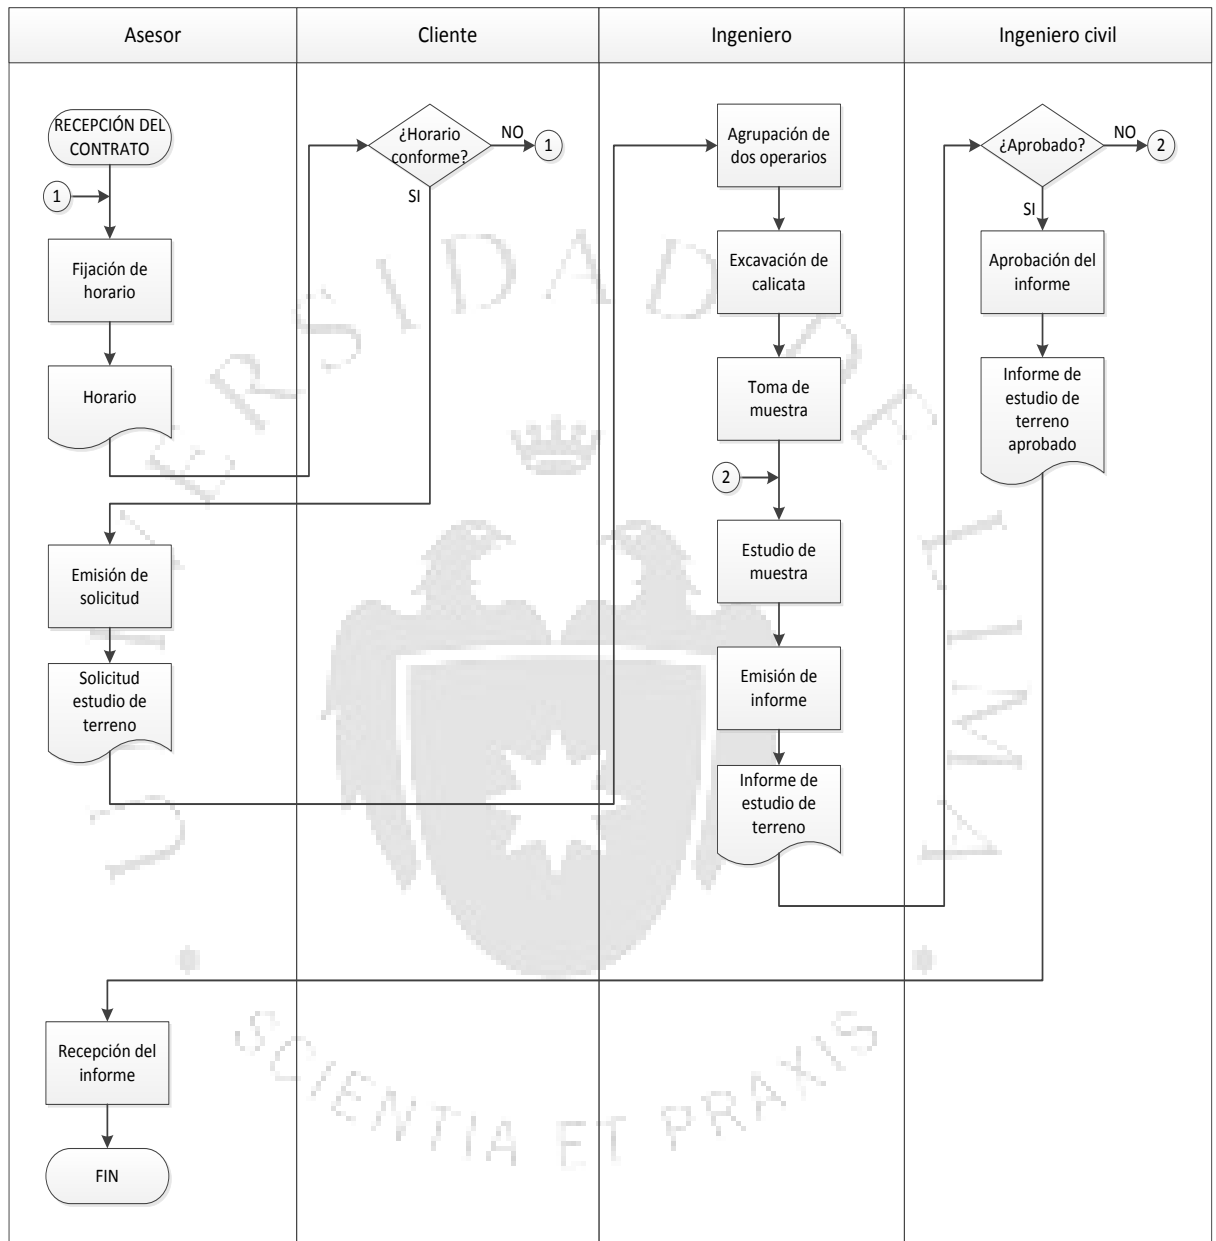 Asesor
Cliente
Ingeniero
Ingeniero civil
RECEPCIÓN DEL
CONTRATO
1
Fijación de
horario
Horario
¿Horario
conforme?
NO
1
SI
Emisión de
solicitud
Solicitud
estudio de
terreno
Agrupación de
dos operarios
Excavación de
calicata
Toma de
muestra
2
Estudio de
muestra
Emisión de
informe
Informe de
estudio de
terreno
¿Aprobado?
NO
2
SI
Aprobación del
informe
Informe de
estudio de
terreno
aprobado
Recepción del
informe
FIN
UNIVERSIDAD DE LIMA
SCIENTIA ET PRAXIS